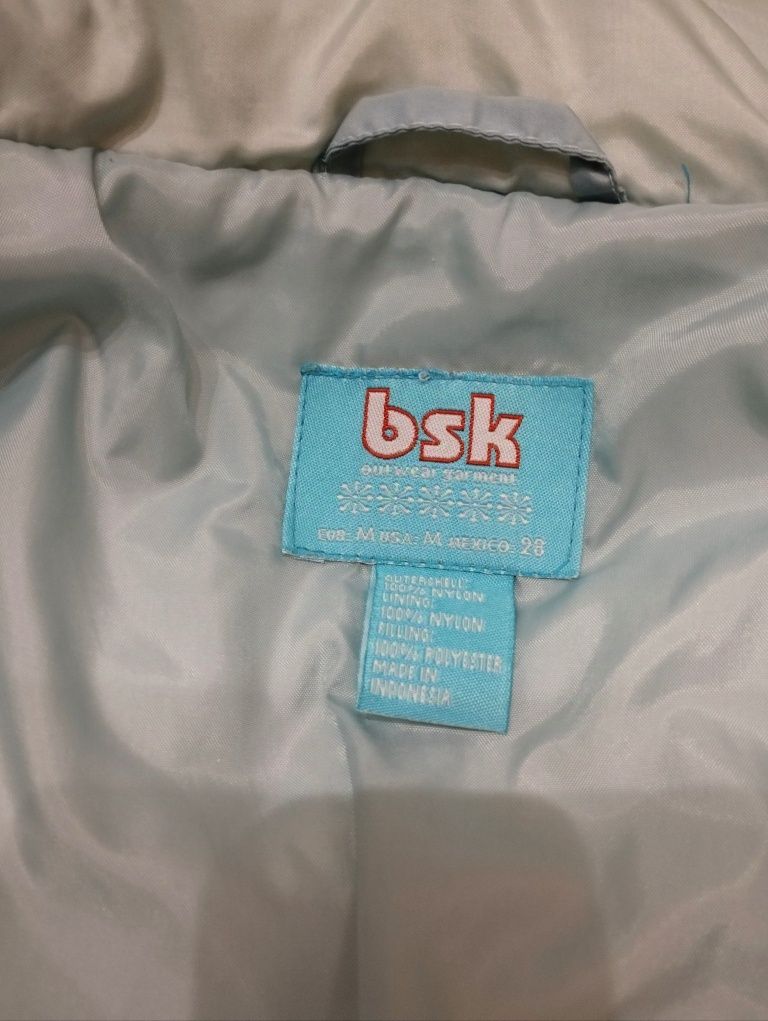 bsk
outwear garment
EUR: M USA: M MEXICO: 28
OUTERSHELL:
100% NYLON
LINING:
100% NYLON
FILLING:
100% POLYESTER
MADE IN
INDONESIA